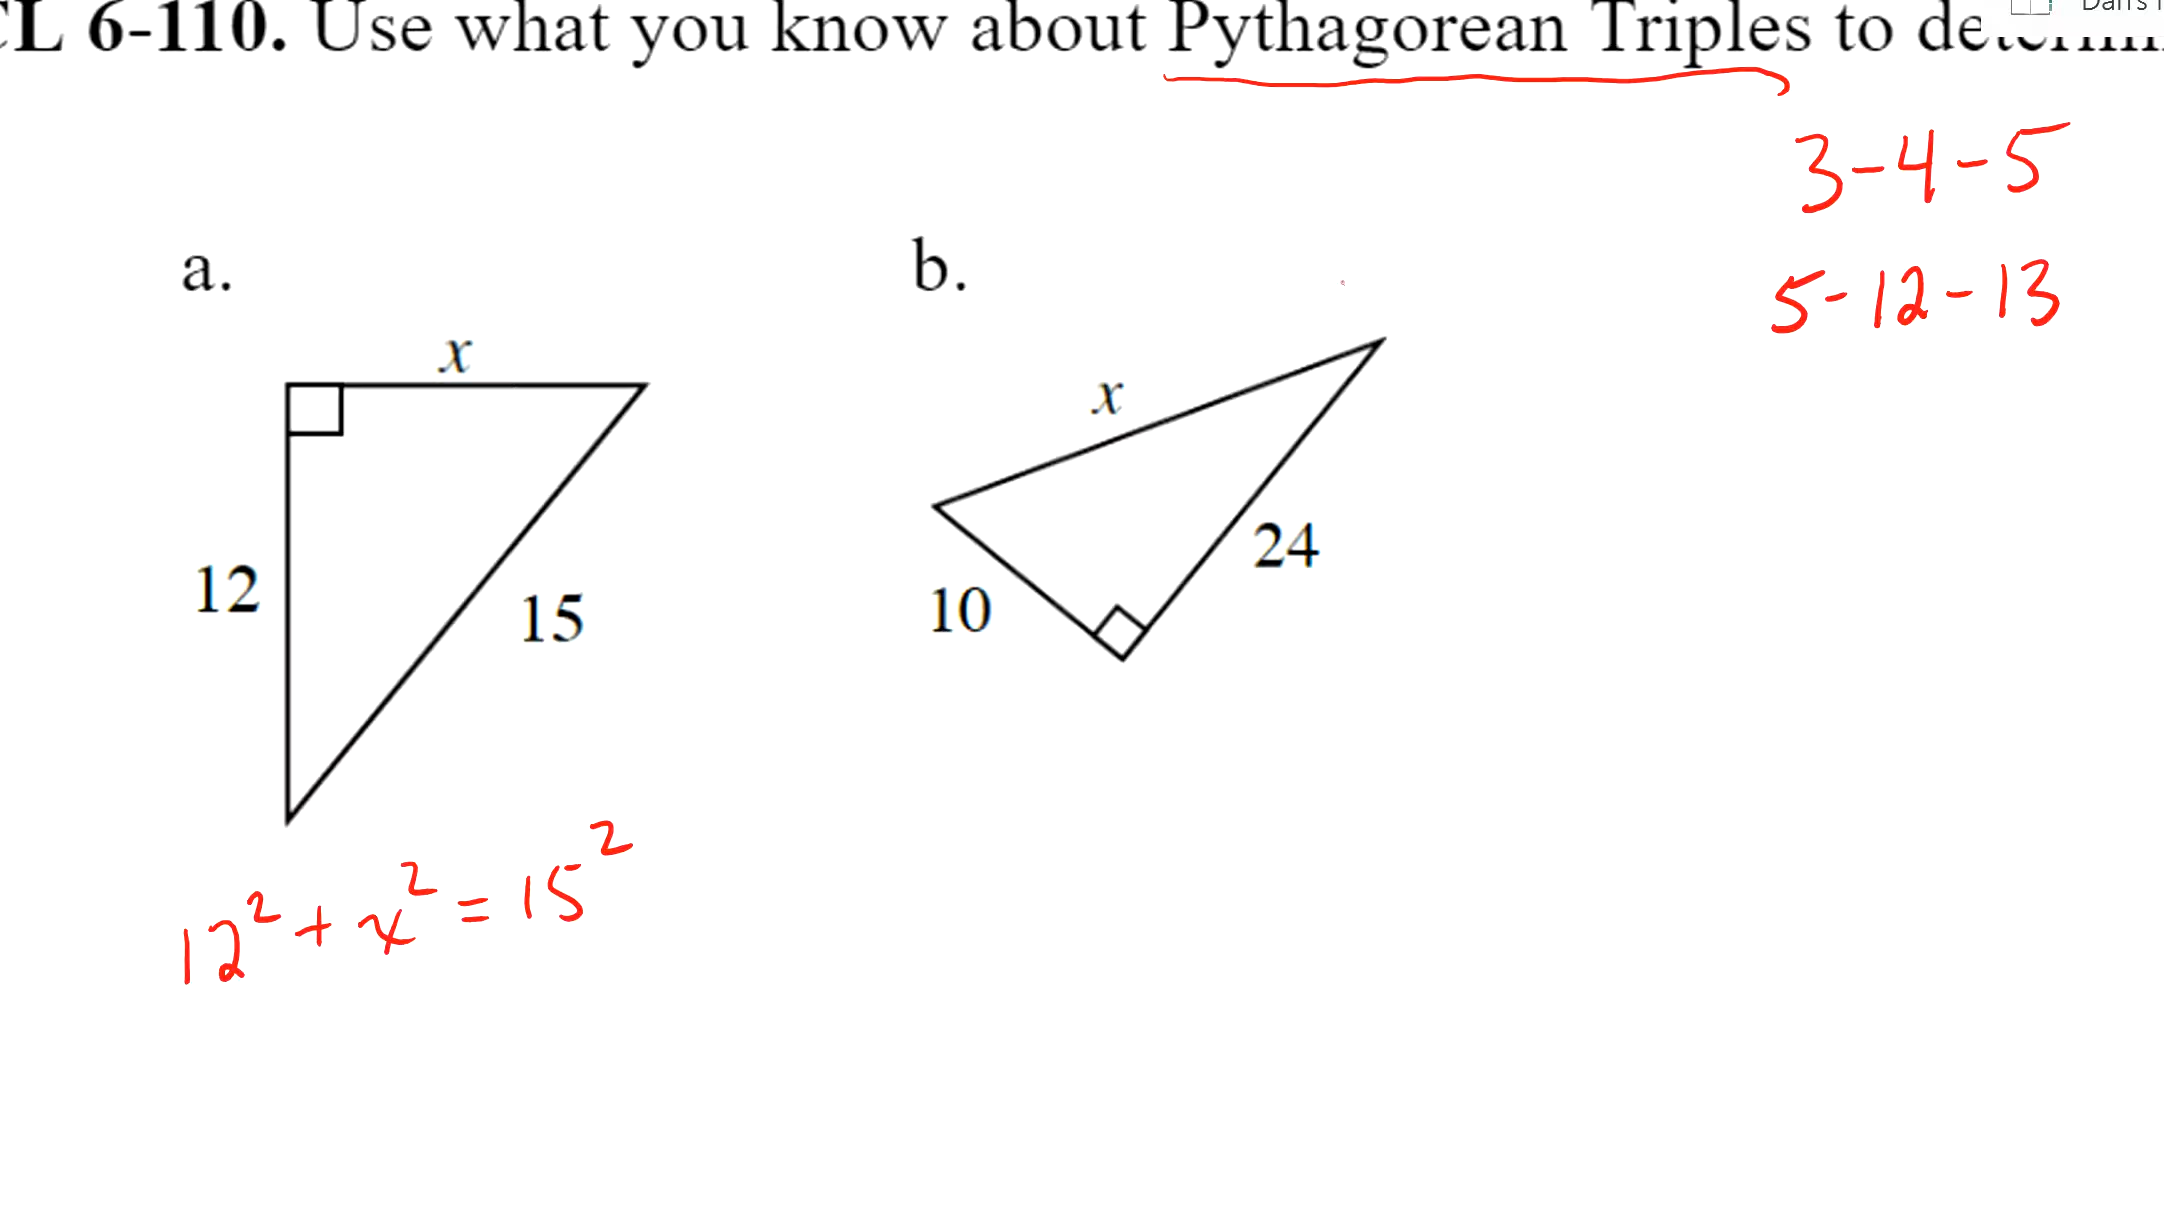 CL 6-110. Use what you know about Pythagorean Triples to
3-4-5
5-12-13
a.
b.
x
x
12
15
10
24
12² + x² = 15²